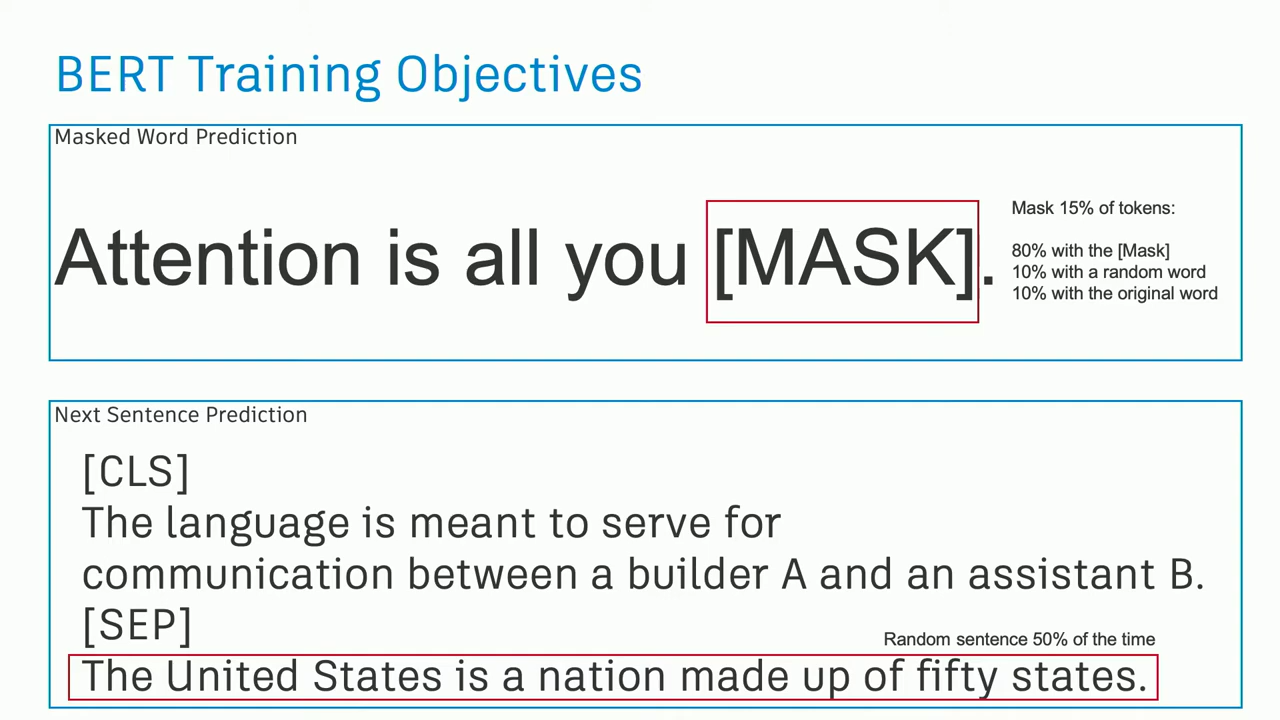 BERT Training Objectives
Masked Word Prediction
Attention is all you [MASK].
Mask 15% of tokens:
80% with the [Mask]
10% with a random word
10% with the original word
Next Sentence Prediction
[CLS]
The language is meant to serve for
communication between a builder A and an assistant B.
[SEP]
Random sentence 50% of the time
The United States is a nation made up of fifty states.